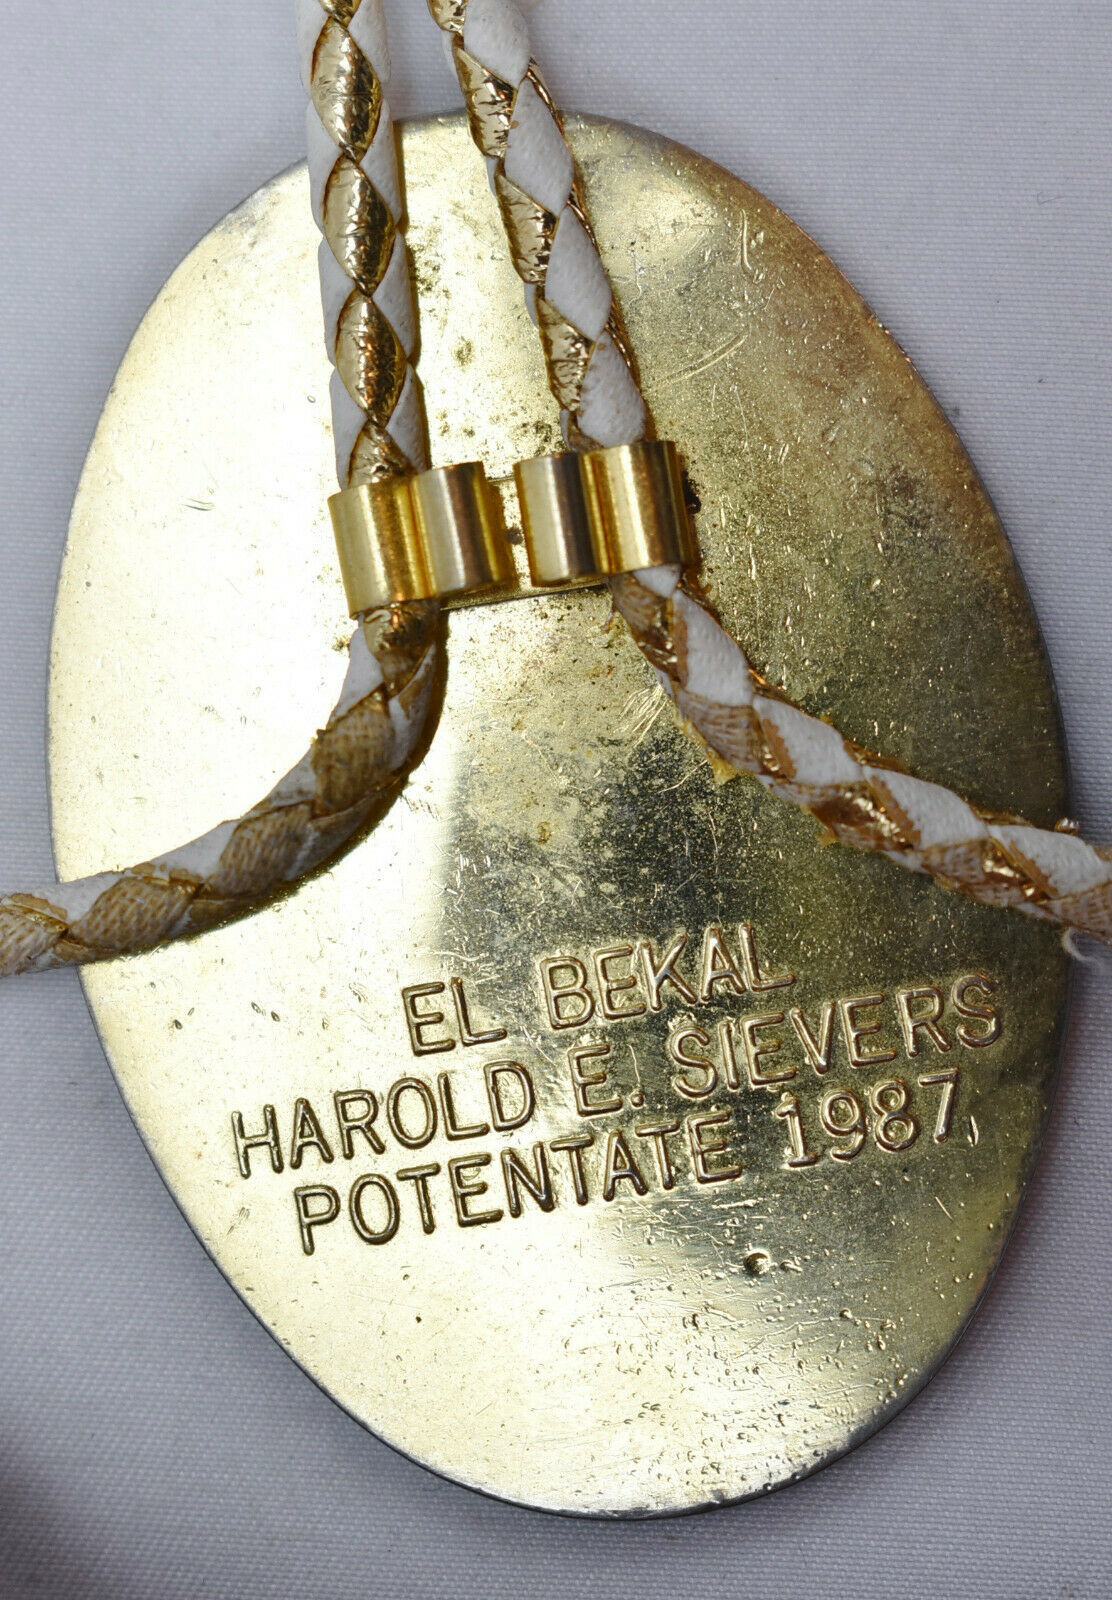 EL BEKAL
HAROLD E. SIEVERS
POTENTATE 1987